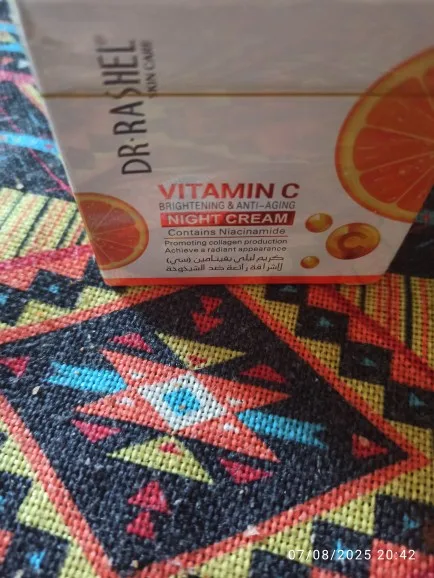 DR·RASHEL
SKIN CARE
VITAMIN C
BRIGHTENING & ANTI-AGING
NIGHT CREAM
Contains Niacinamide
Promoting collagen production
Achieve a radiant appearance
كريم ليلي بفيتامين (سي)
لإشراقة رائعة ضد الشيخوخة
C
07/08/2025 20:42